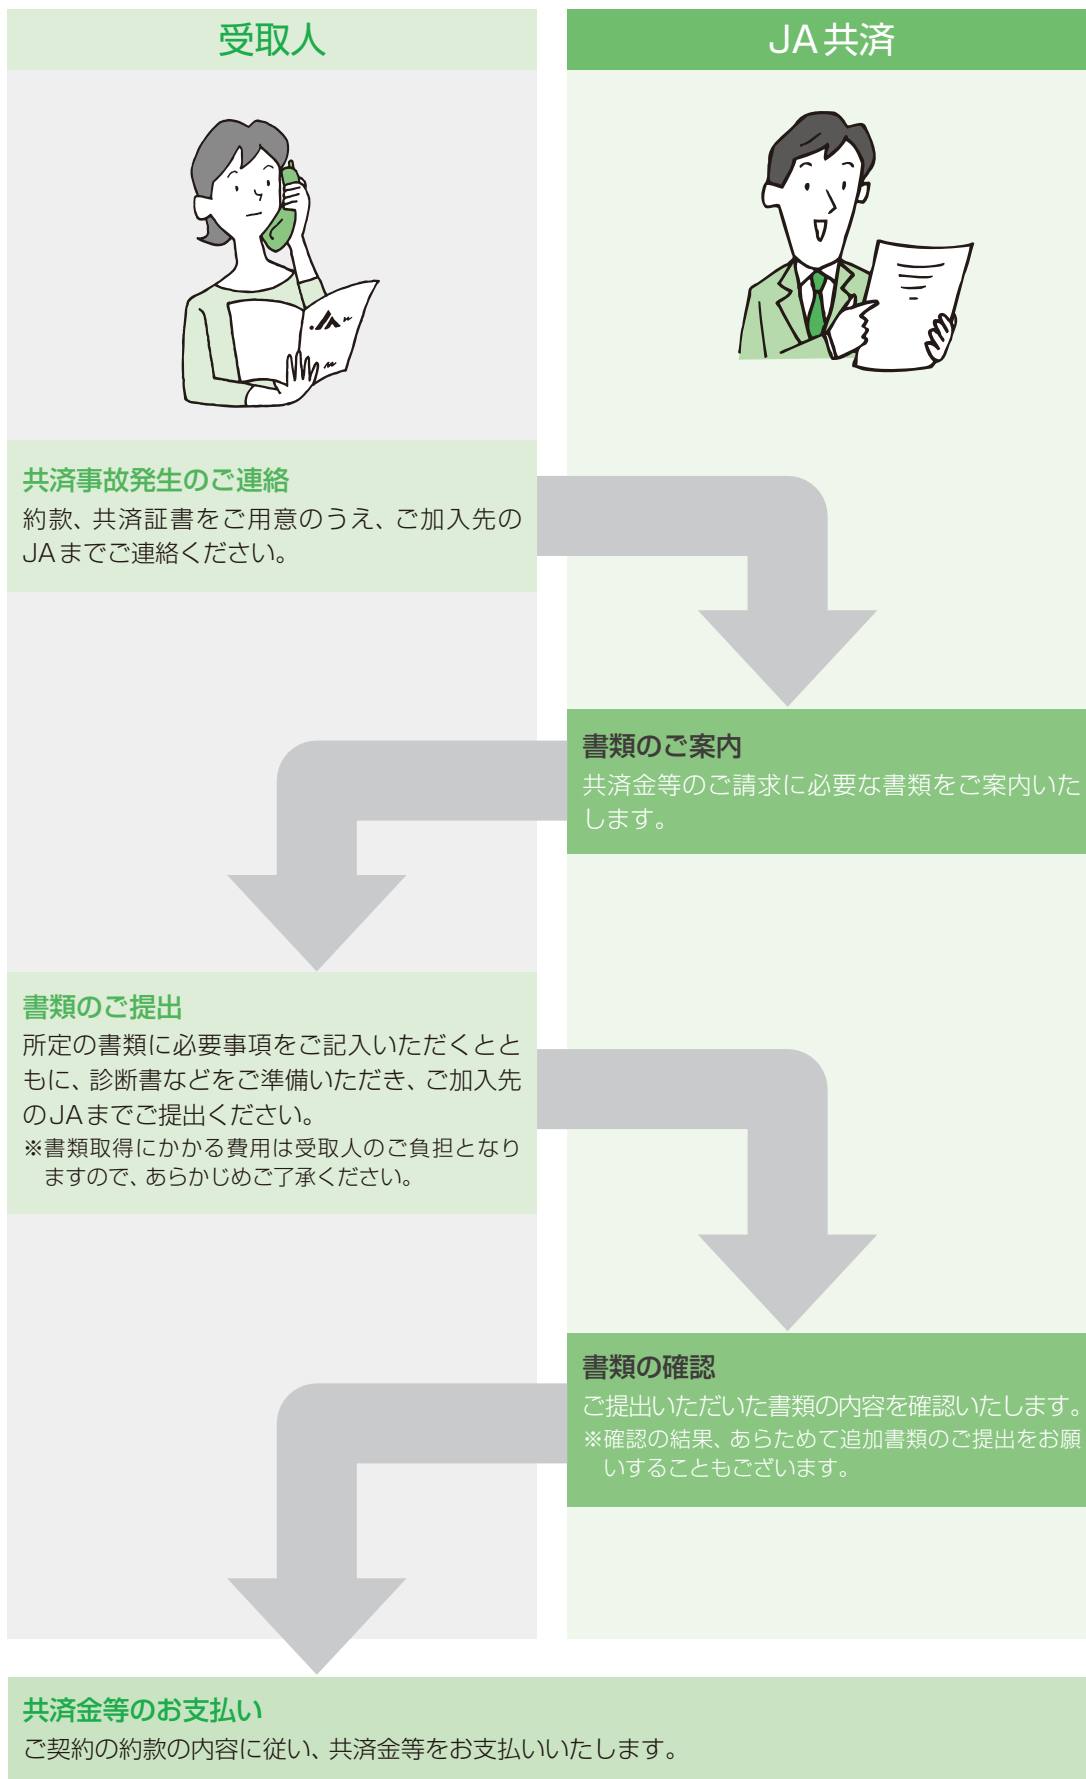 受取人
JA共済
共済事故発生のご連絡
約款、共済証書をご用意のうえ、ご加入先の
JAまでご連絡ください。
書類のご案内
共済金等のご請求に必要な書類をご案内いた
します。
書類のご提出
所定の書類に必要事項をご記入いただくとと
もに、診断書などをご準備いただき、ご加入先
のJAまでご提出ください。
※書類取得にかかる費用は受取人のご負担となり
ますので、あらかじめご了承ください。
書類の確認
ご提出いただいた書類の内容を確認いたします。
※確認の結果、あらためて追加書類のご提出をお願
いすることもございます。
共済金等のお支払い
ご契約の約款の内容に従い、共済金等をお支払いいたします。